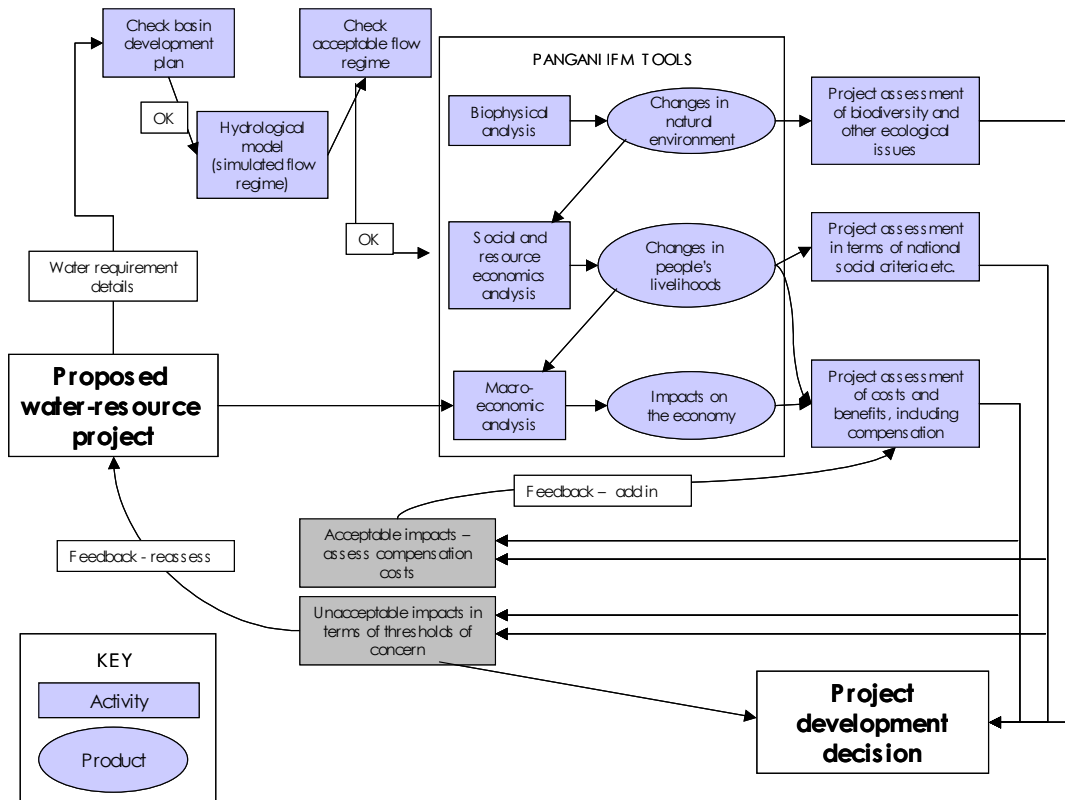 Check basin
development
plan
Check
acceptable flow
regime
OK
Hydrological
model
(simulated flow
regime)
OK
Water requirement
details
Proposed
water-resource
project
PANGANI IFM TOOLS
Biophysical
analysis
Changes in
natural
environment
Social and
resource
economics
analysis
Changes in
people's
livelihoods
Macro-
economic
analysis
Impacts on
the economy
Project assessment
of biodiversity and
other ecological
issues
Project assessment
in terms of national
social criteria etc.
Project assessment
of costs and
benefits, including
compensation
Feedback – add in
Feedback - reassess
Acceptable impacts –
assess compensation
costs
Unacceptable impacts in
terms of thresholds of
concern
KEY
Activity
Product
Project
development
decision